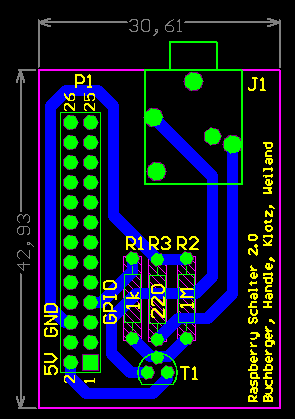 30,61
P1
J1
26
25
42,93
R1
R3
R2
1k
220
1M
GPIO
5V GND
2
1
T1
Raspberry Schalter 2.0
Buchberger, Handle, Klotz, Weiland